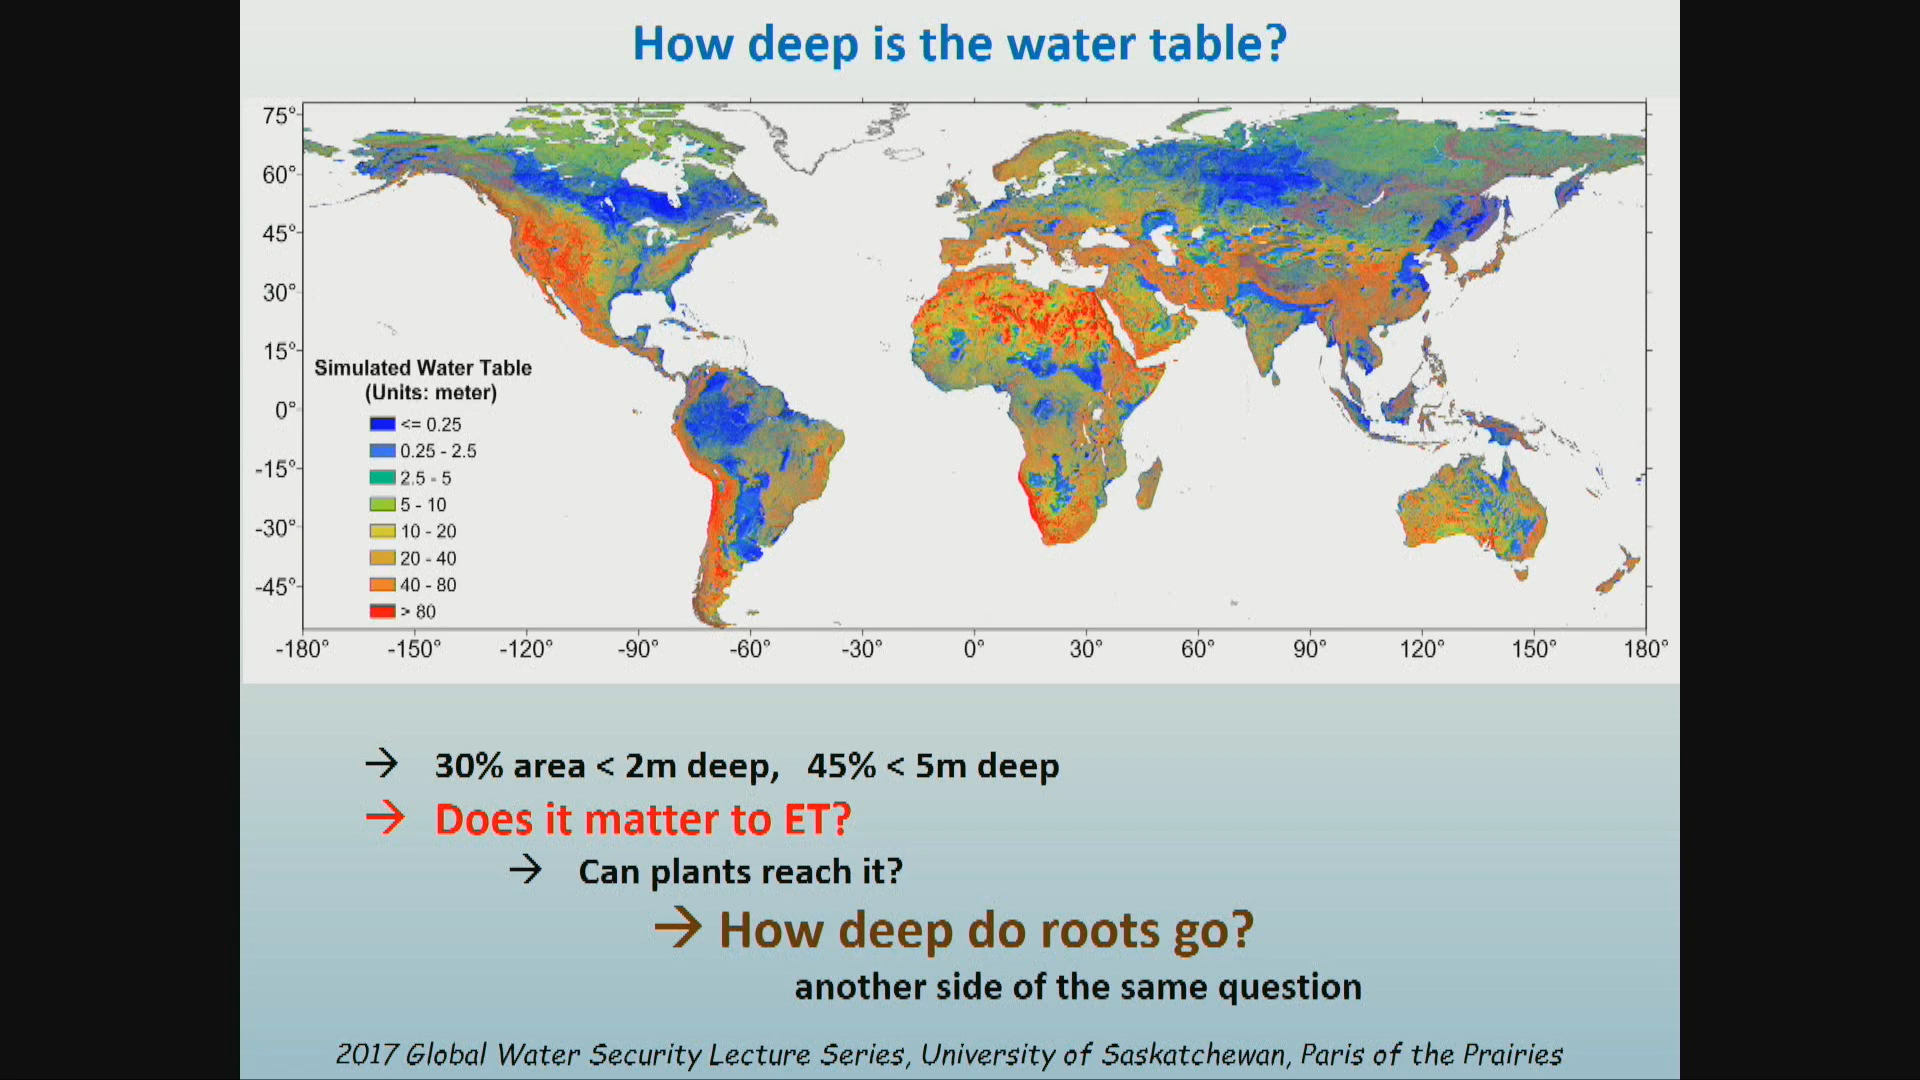 How deep is the water table?
75°
60°
45°
30°
15°
0°
-15°
-30°
-45°
Simulated Water Table
(Units: meter)
<= 0.25
0.25 - 2.5
2.5 - 5
5 - 10
10 - 20
20 - 40
40 - 80
> 80
-180° -150° -120° -90° -60° -30° 0° 30° 60° 90° 120° 150° 180°
→ 30% area < 2m deep, 45% < 5m deep
→ Does it matter to ET?
→ Can plants reach it?
→ How deep do roots go?
another side of the same question
2017 Global Water Security Lecture Series, University of Saskatchewan, Paris of the Prairies